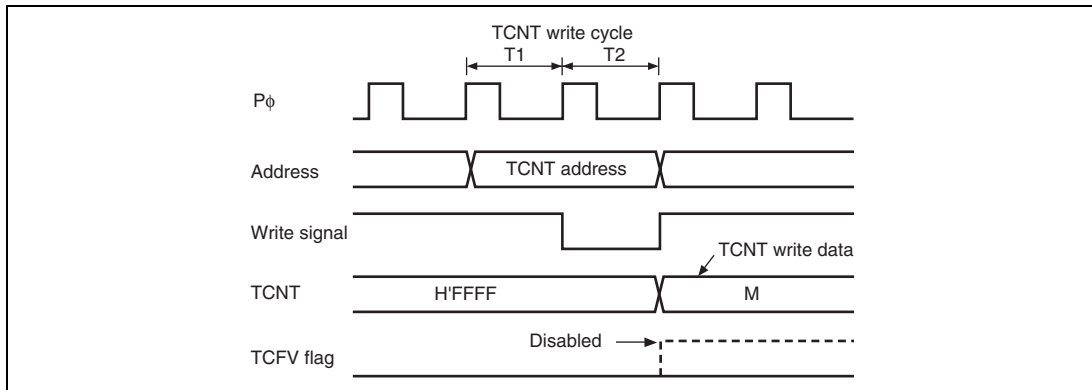 TCNT write cycle
T1 T2
Pϕ
Address TCNT address
Write signal
TCNT write data
TCNT H'FFFF M
Disabled
TCFV flag